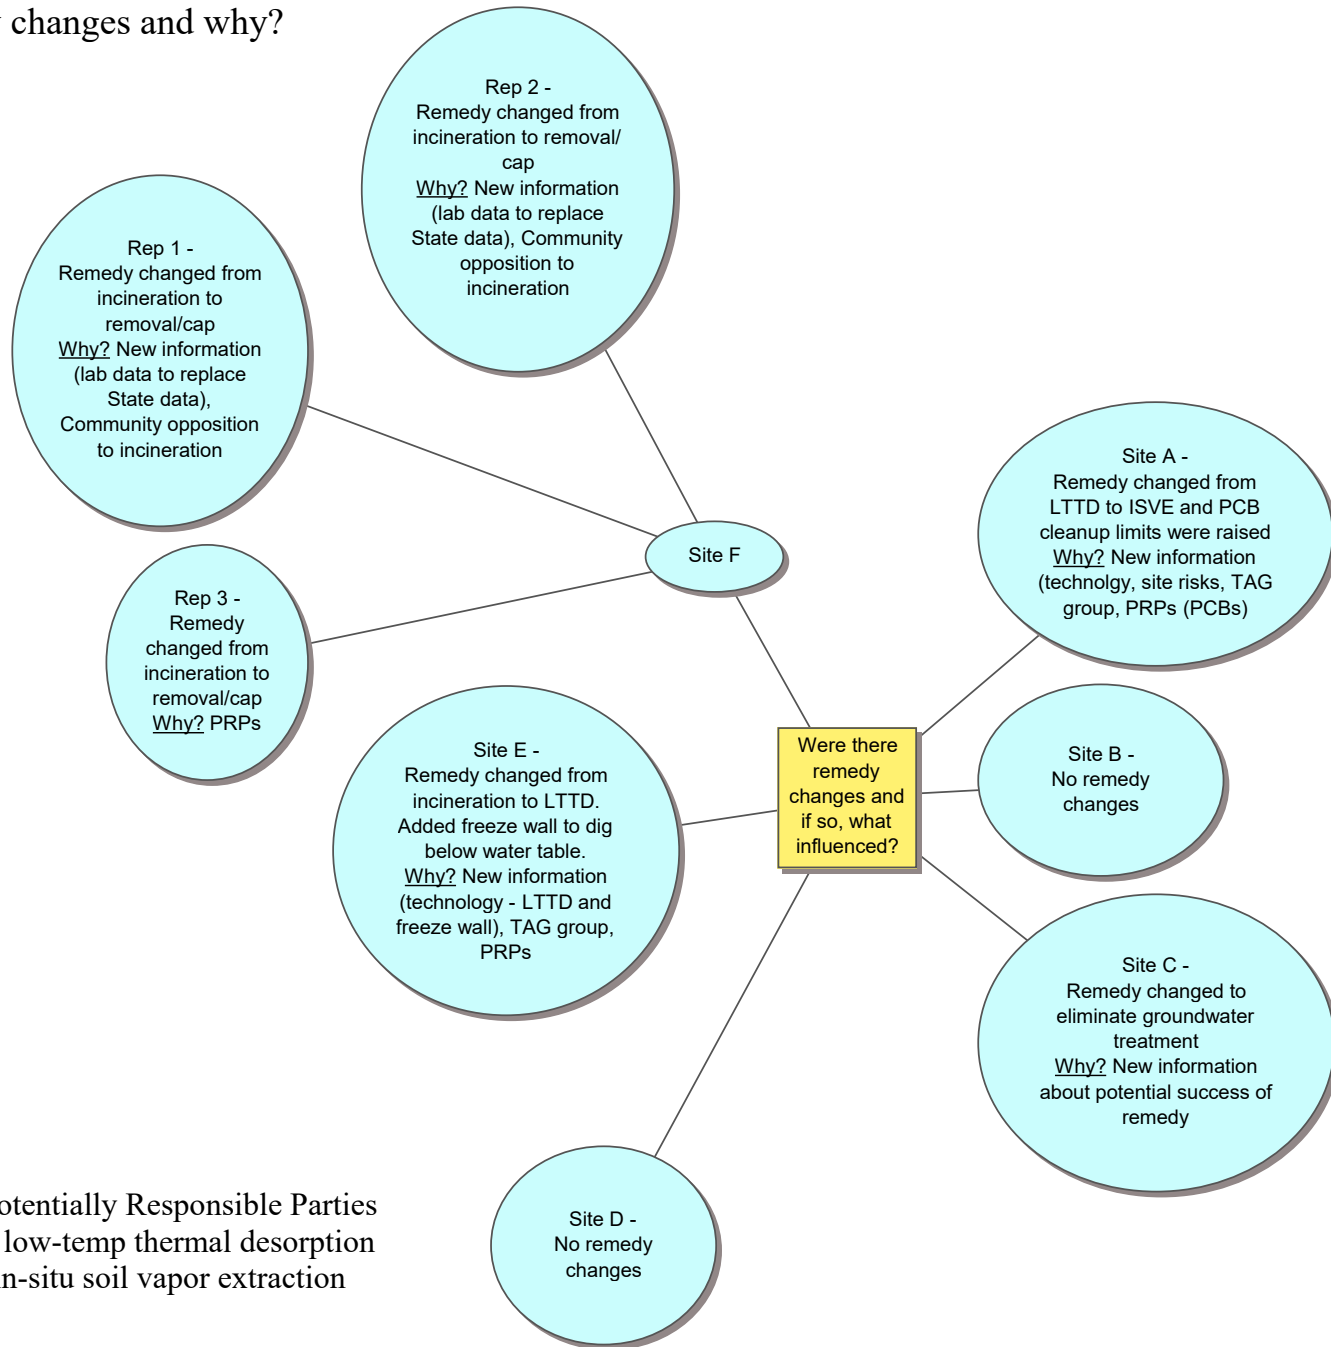 changes and why?
Rep 2 -
Remedy changed from
incineration to removal/
cap
Why? New information
(lab data to replace
State data), Community
opposition to
incineration
Rep 1 -
Remedy changed from
incineration to
removal/cap
Why? New information
(lab data to replace
State data),
Community opposition
to incineration
Site F
Rep 3 -
Remedy
changed from
incineration to
removal/cap
Why? PRPs
Site A -
Remedy changed from
LTTD to ISVE and PCB
cleanup limits were raised
Why? New information
(technolgy, site risks, TAG
group, PRPs (PCBs)
Site E -
Remedy changed from
incineration to LTTD.
Added freeze wall to dig
below water table.
Why? New information
(technology - LTTD and
freeze wall), TAG group,
PRPs
Were there
remedy
changes and
if so, what
influenced?
Site B -
No remedy
changes
Site C -
Remedy changed to
eliminate groundwater
treatment
Why? New information
about potential success of
remedy
Site D -
No remedy
changes
otentially Responsible Parties
low-temp thermal desorption
in-situ soil vapor extraction